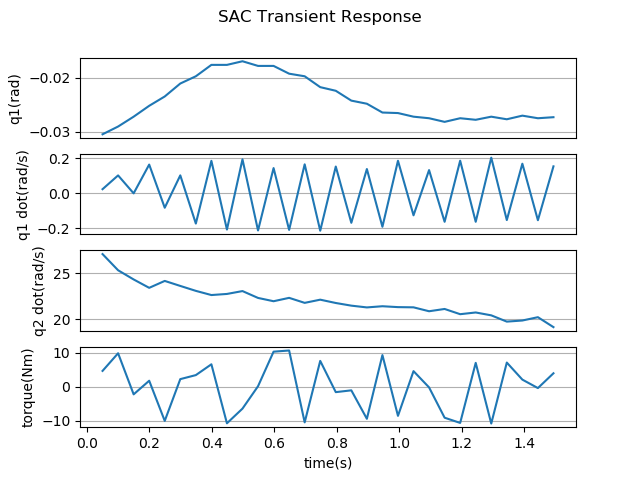 SAC Transient Response
q1(rad)
−0.02
−0.03
q1 dot(rad/s)
0.2
0.0
−0.2
q2 dot(rad/s)
25
20
torque(Nm)
10
0
−10
0.0 0.2 0.4 0.6 0.8 1.0 1.2 1.4
time(s)